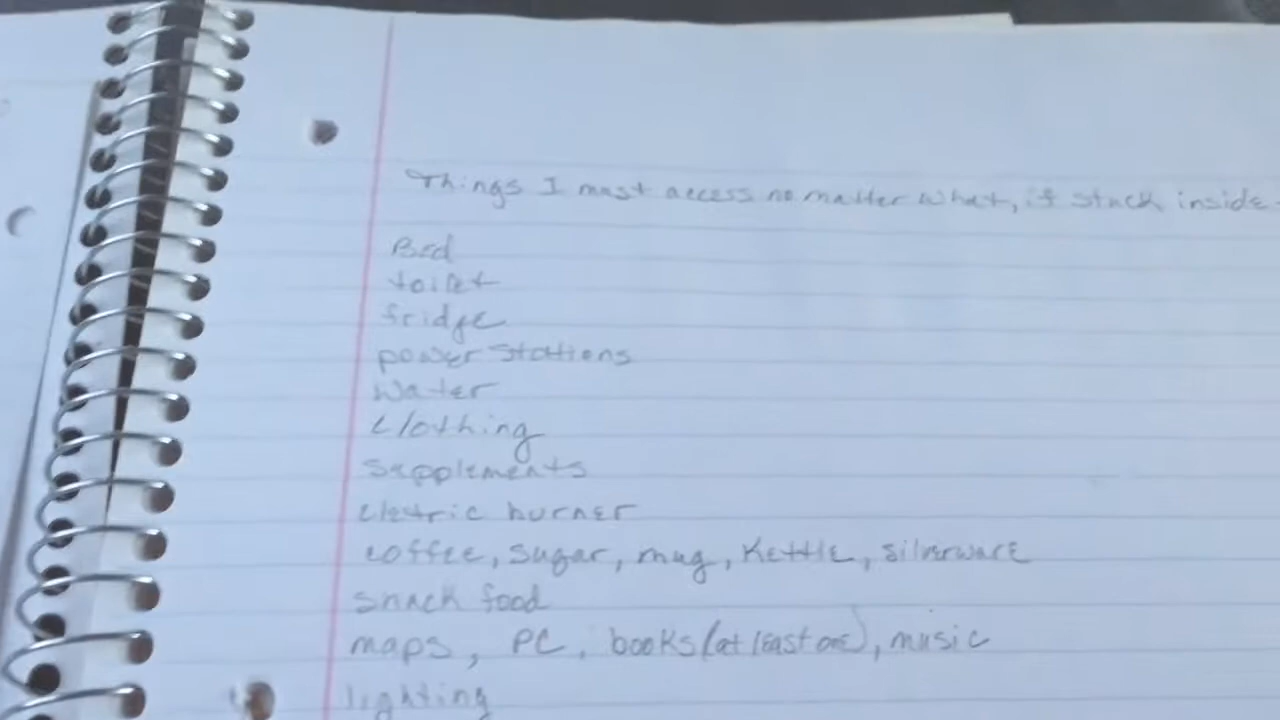 Things I must access no matter what, if stuck inside.
Bed
toilet
fridge
power stations
water
Clothing
supplements
eletric burner
coffee, sugar, mug, kettle, silverware
snack food
maps, PC, books (at least one), music
lighting